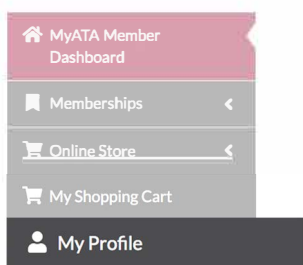 MyATA Member
Dashboard
Memberships
Online Store
My Shopping Cart
My Profile